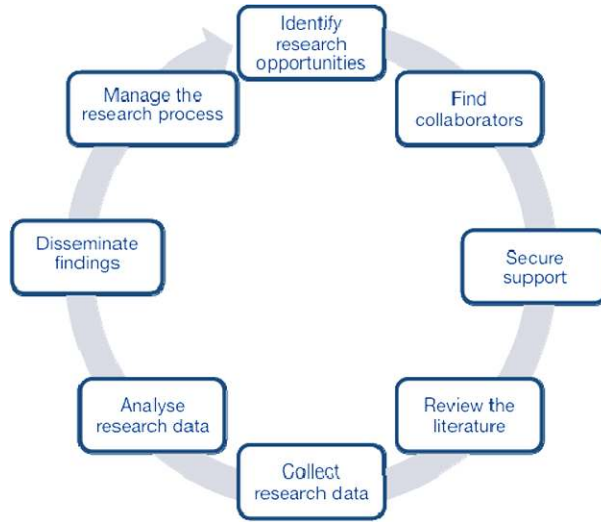 Identify
research
opportunities
Find
collaborators
Secure
support
Review the
literature
Collect
research data
Analyse
research data
Disseminate
findings
Manage the
research process